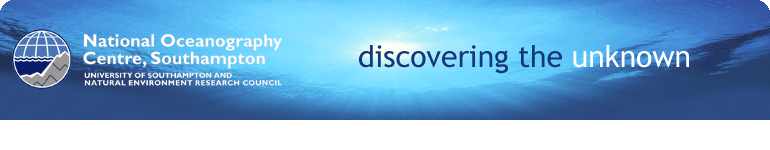 National Oceanography
Centre, Southampton
UNIVERSITY OF SOUTHAMPTON AND
NATURAL ENVIRONMENT RESEARCH COUNCIL
discovering the unknown